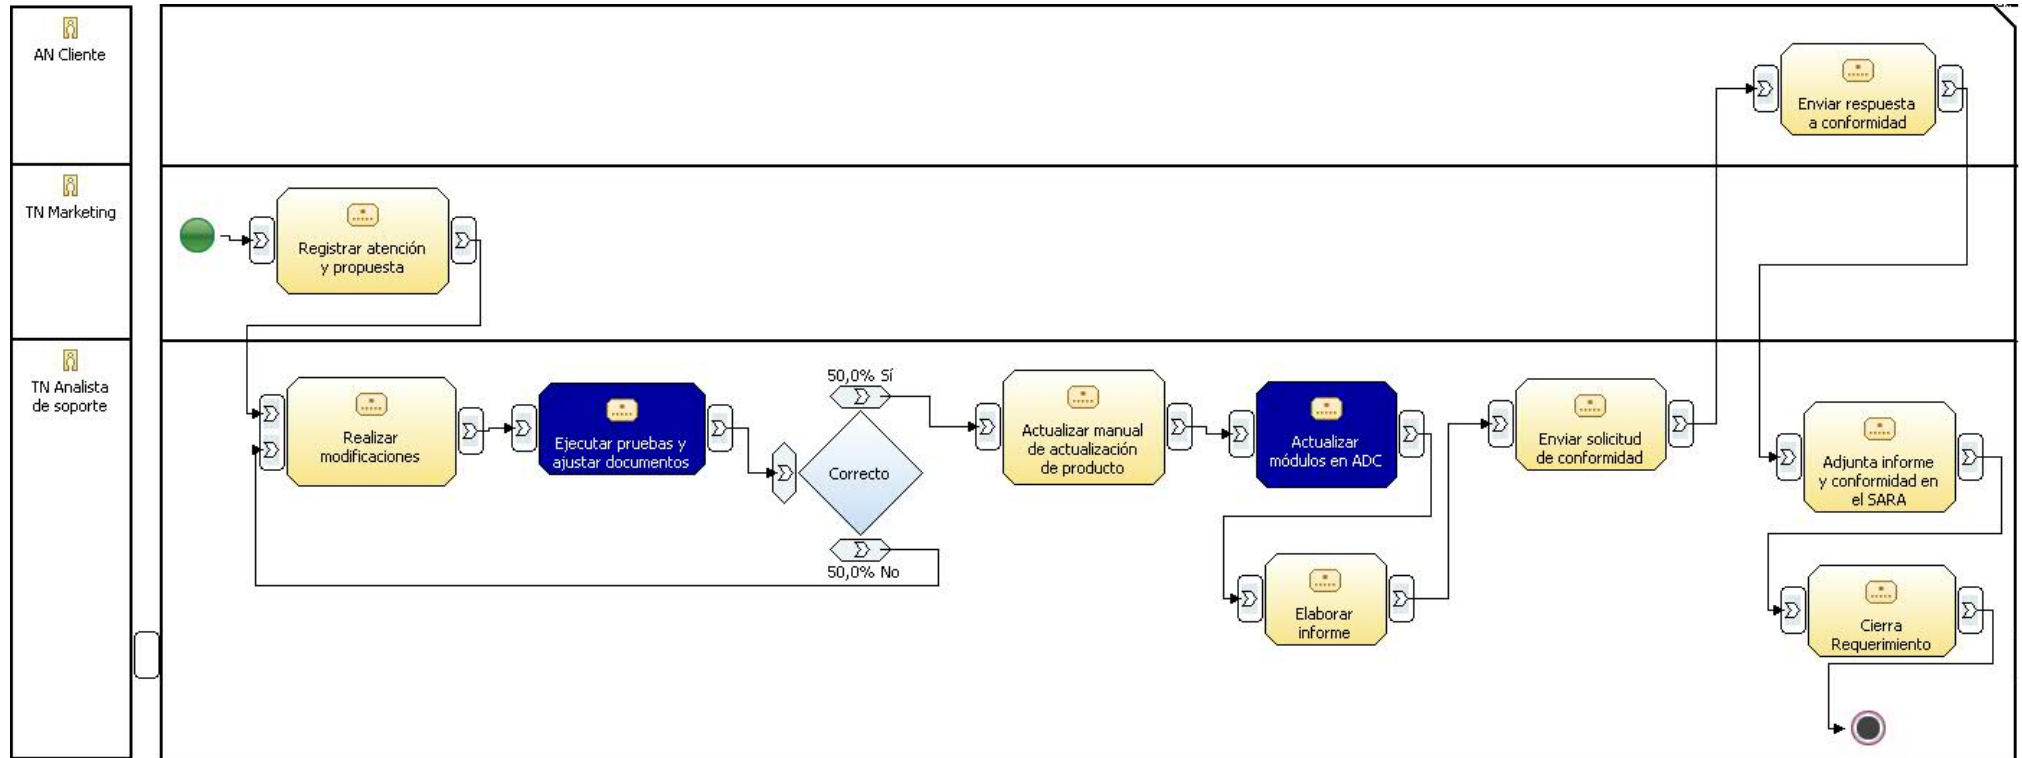 AN Cliente
Enviar respuesta
a conformidad
TN Marketing
Registrar atención
y propuesta
TN Analista
de soporte
Realizar
modificaciones
Ejecutar pruebas y
ajustar documentos
50,0% Sí
Correcto
50,0% No
Actualizar manual
de actualización
de producto
Actualizar
módulos en ADC
Elaborar
informe
Enviar solicitud
de conformidad
Adjunta informe
y conformidad en
el SARA
Cierra
Requerimiento